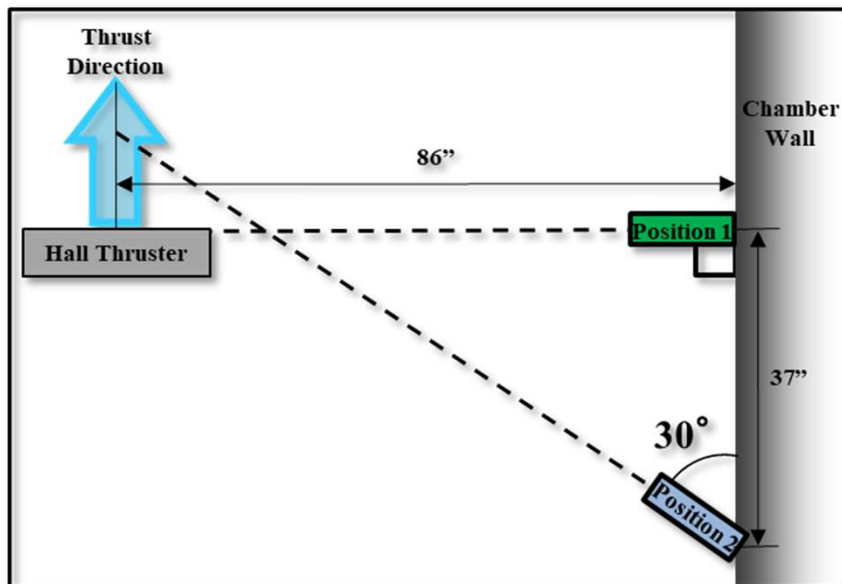 Thrust
Direction
Chamber
Wall
86”
Position 1
Hall Thruster
37”
30°
Position 2